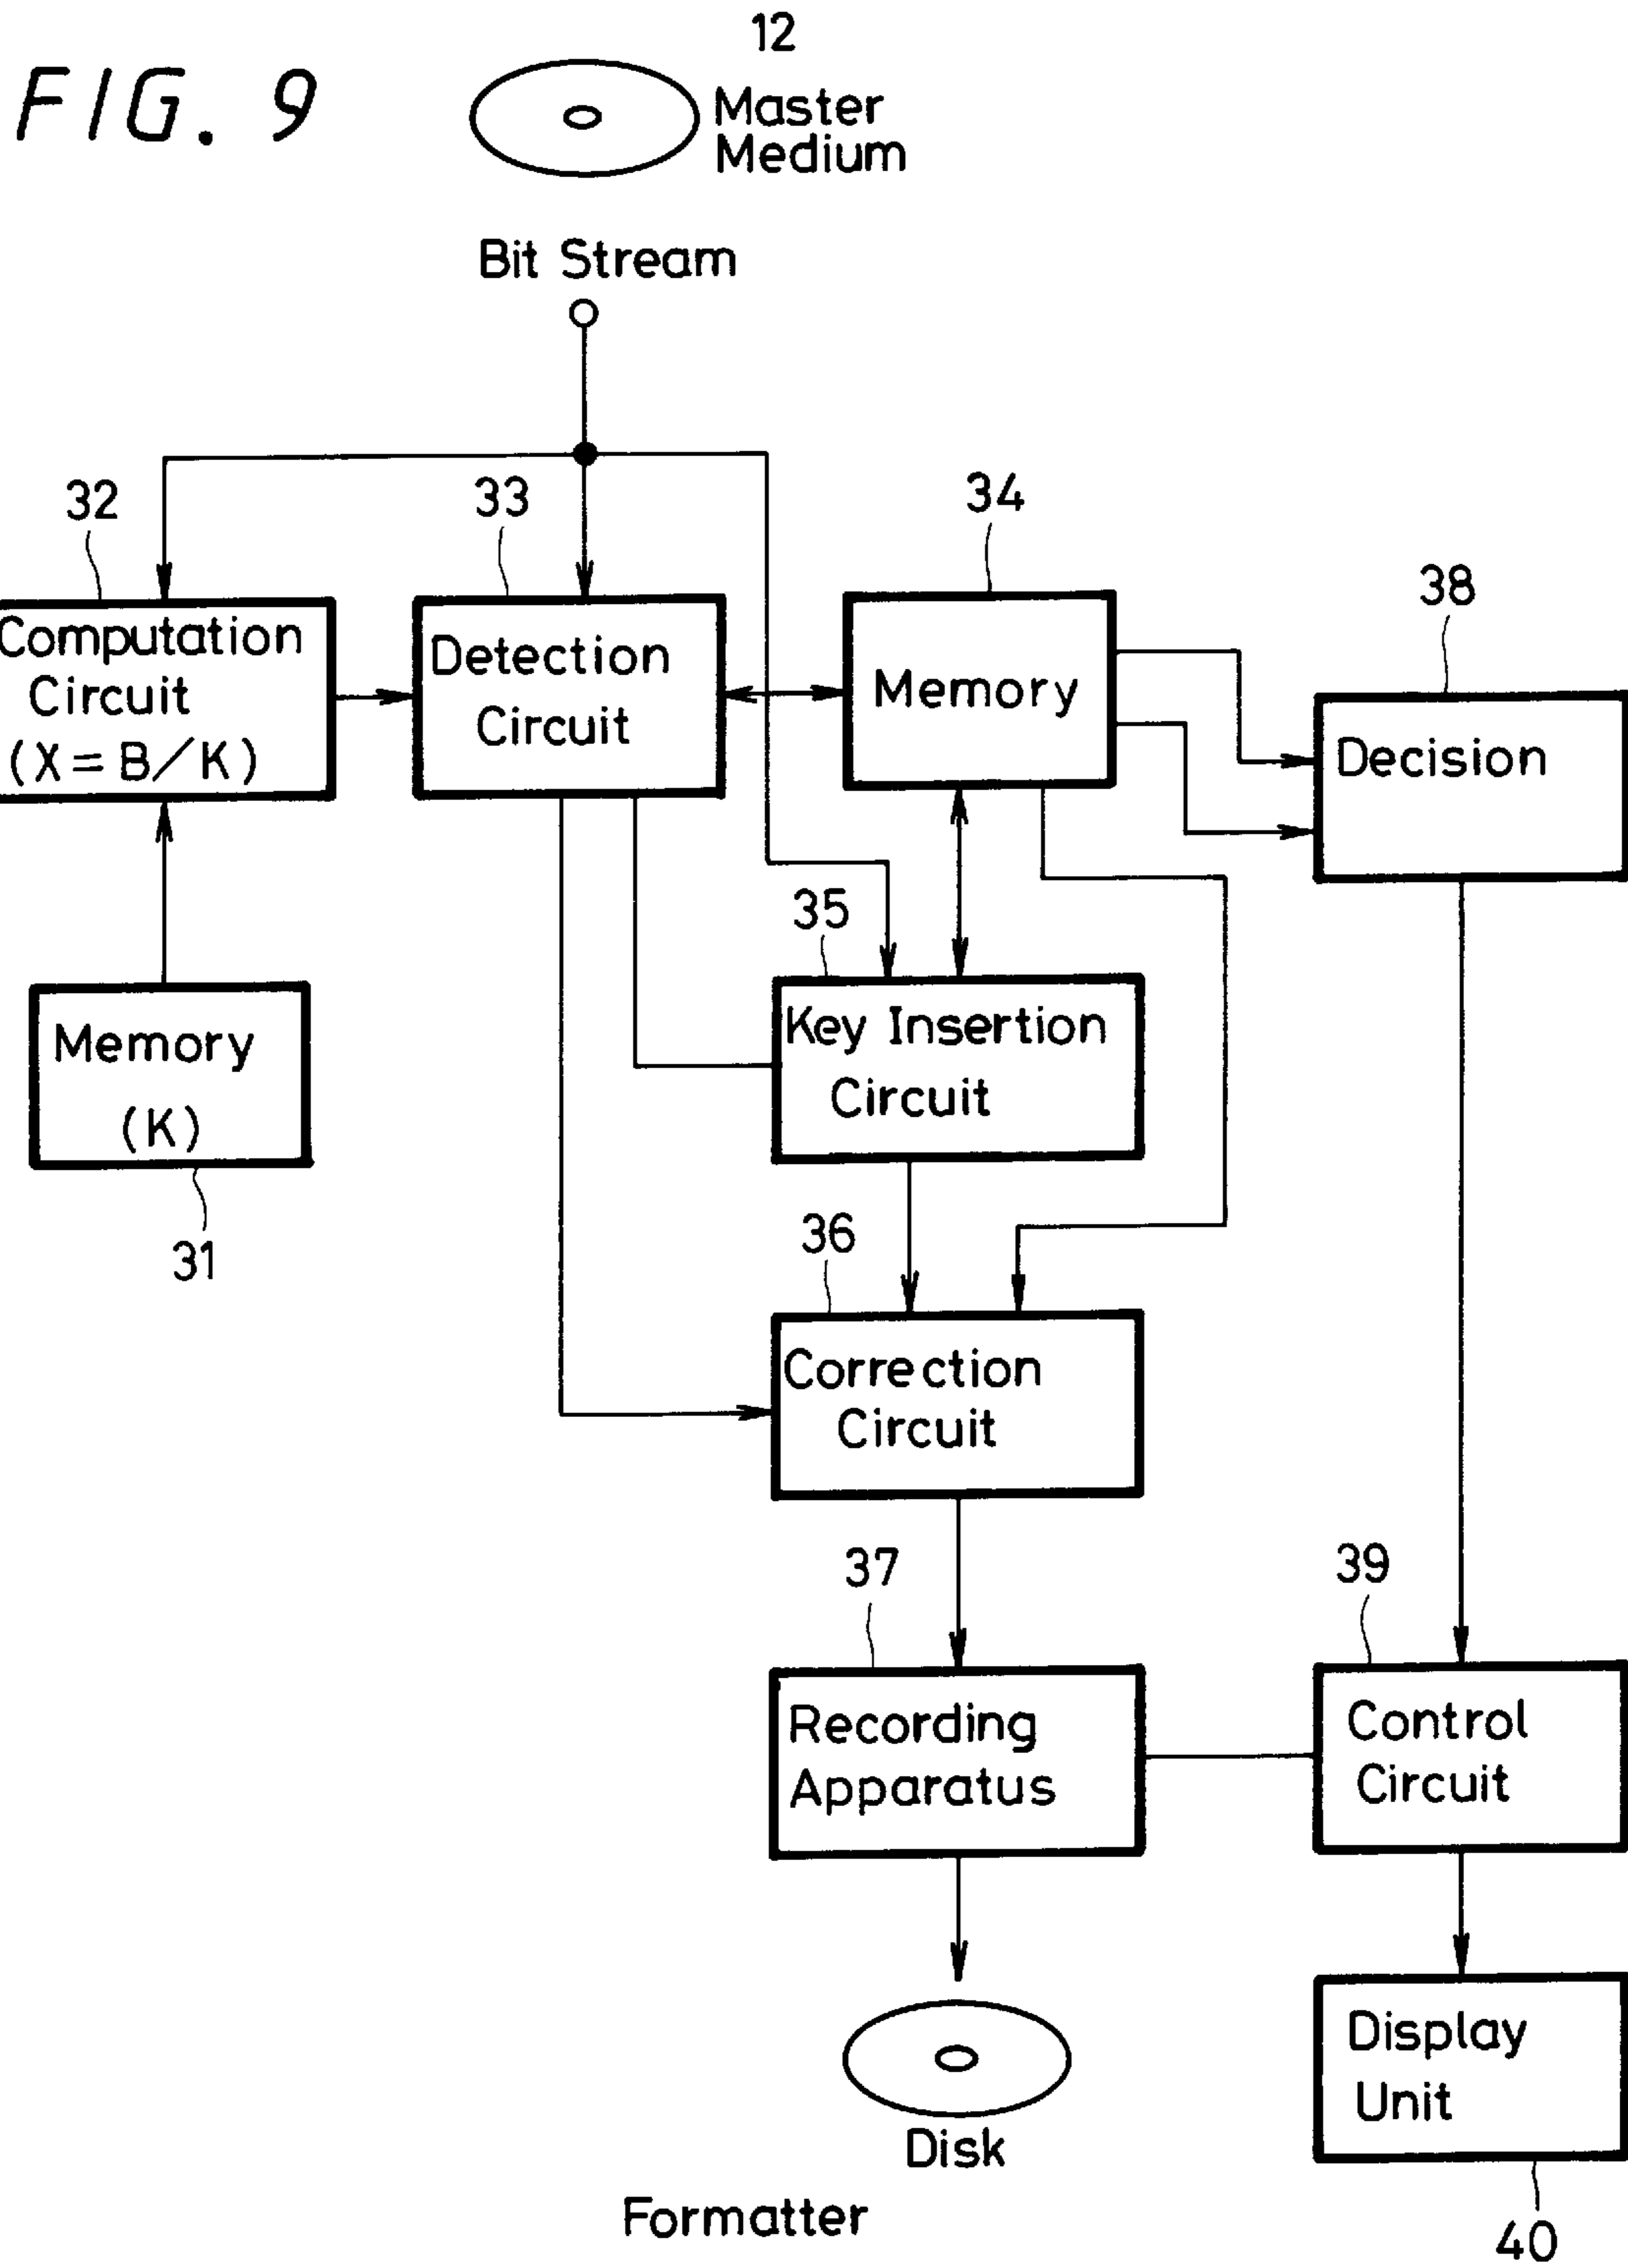 FIG. 9
12
Master
Medium
Bit Stream
32
33
34
38
Computation
Circuit
(X=B/K)
Detection
Circuit
Memory
Decision
35
Memory
(K)
31
Key Insertion
Circuit
36
Correction
Circuit
37
39
Recording
Apparatus
Control
Circuit
Display
Unit
Disk
Formatter
40